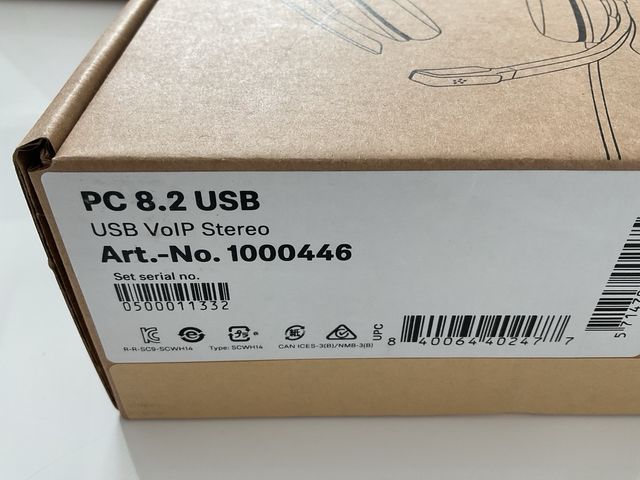 PC 8.2 USB
USB VoIP Stereo
Art.-No. 1000446
Set serial no.
0500011332
R-R-SC9-SCWH14
Type: SCWH14
CAN ICES-3(B)/NMB-3(B)
UPC
8 40064 40247 7